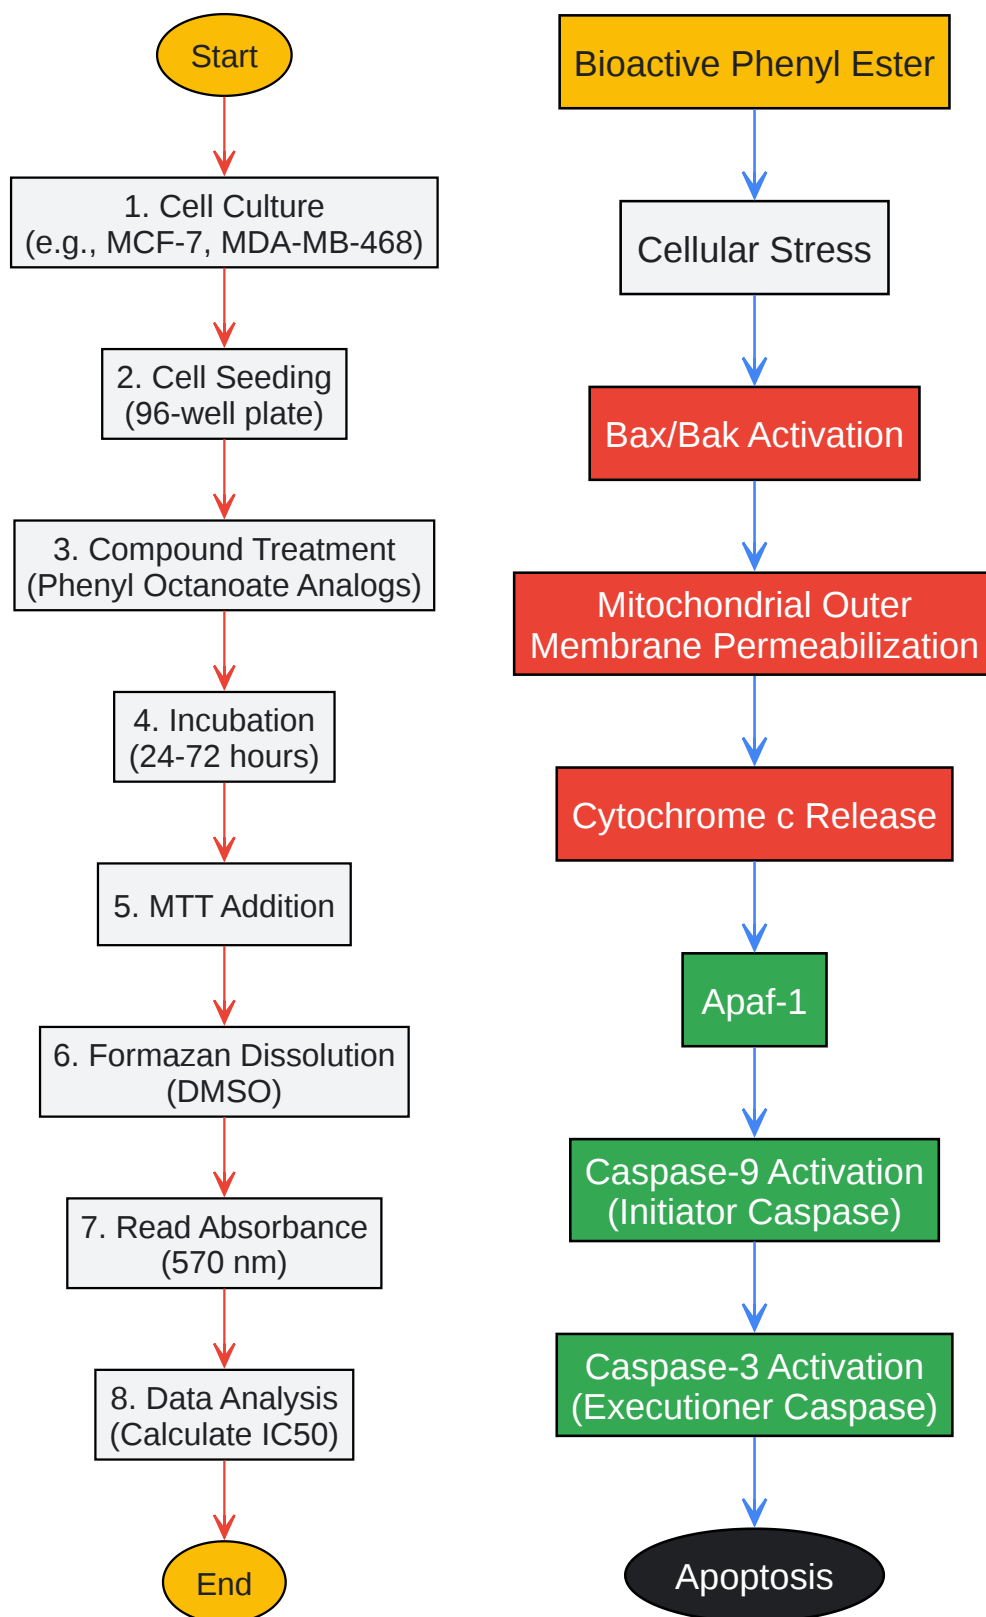 Start
1. Cell Culture
(e.g., MCF-7, MDA-MB-468)
2. Cell Seeding
(96-well plate)
3. Compound Treatment
(Phenyl Octanoate Analogs)
4. Incubation
(24-72 hours)
5. MTT Addition
6. Formazan Dissolution
(DMSO)
7. Read Absorbance
(570 nm)
8. Data Analysis
(Calculate IC50)
End
Bioactive Phenyl Ester
Cellular Stress
Bax/Bak Activation
Mitochondrial Outer
Membrane Permeabilization
Cytochrome c Release
Apaf-1
Caspase-9 Activation
(Initiator Caspase)
Caspase-3 Activation
(Executioner Caspase)
Apoptosis